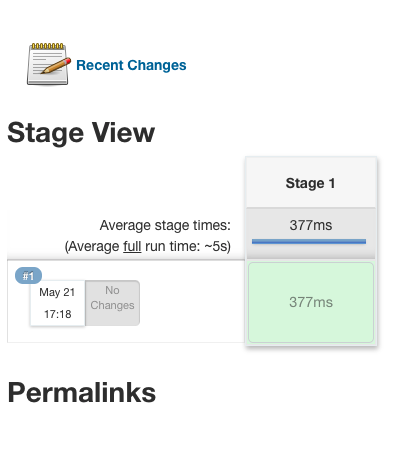 Recent Changes
Stage View
Stage 1
Average stage times:
377ms
(Average full run time: ~5s)
#1
May 21
17:18
No
Changes
377ms
Permalinks